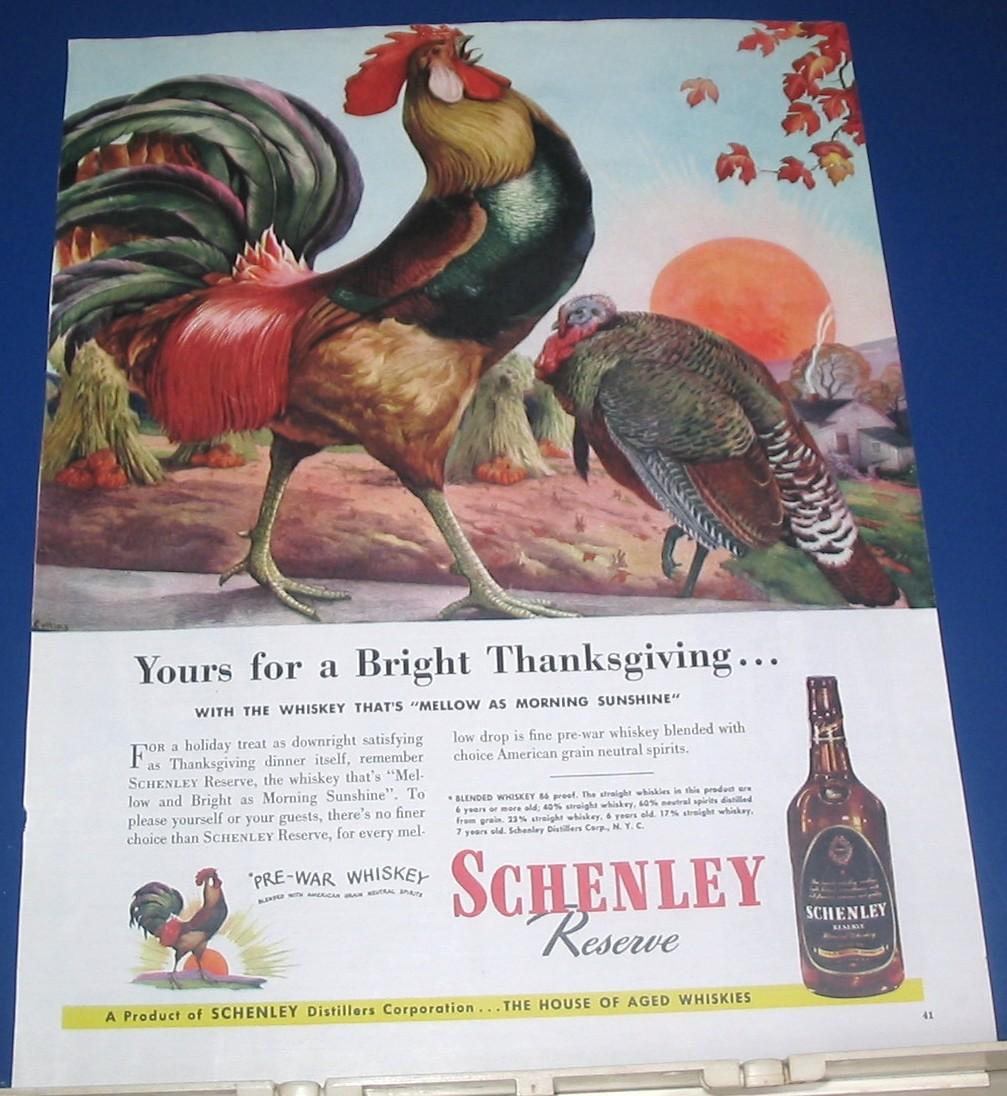 Yours for a Bright Thanksgiving...
WITH THE WHISKEY THAT'S "MELLOW AS MORNING SUNSHINE"
FOR a holiday treat as downright satisfying
as Thanksgiving dinner itself, remember
SCHENLEY Reserve, the whiskey that's "Mel-
low and Bright as Morning Sunshine". To
please yourself or your guests, there's no finer
choice than SCHENLEY Reserve, for every mel-
low drop is fine pre-war whiskey blended with
choice American grain neutral spirits.
* BLENDED WHISKEY 86 proof. The straight whiskies in this product are
6 years or more old; 40% straight whiskey, 60% neutral spirits distilled
from grain. 23% straight whiskey, 6 years old. 17% straight whiskey,
7 years old. Schenley Distillers Corp., N. Y. C.
*PRE-WAR WHISKEY
BLENDED WITH AMERICAN GRAIN NEUTRAL SPIRITS
SCHENLEY
Reserve
SCHENLEY
RESERVE
A Product of SCHENLEY Distillers Corporation...THE HOUSE OF AGED WHISKIES
41